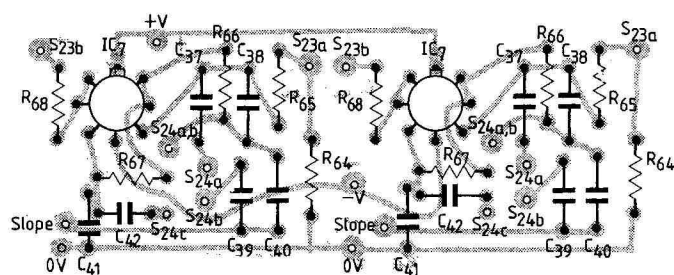 +V
S23b IC7 C37 R66 C38 S23a S23b IC7 C37 R66 C38 S23a
R68 R65 R68 R65
S24a,b S24a,b
R67 R64 R67 R64
S24a S24a
-V
S24b S24b
Slope C42 S24c Slope C42 S24c
0V C41 C39 C40 0V C41 C39 C40